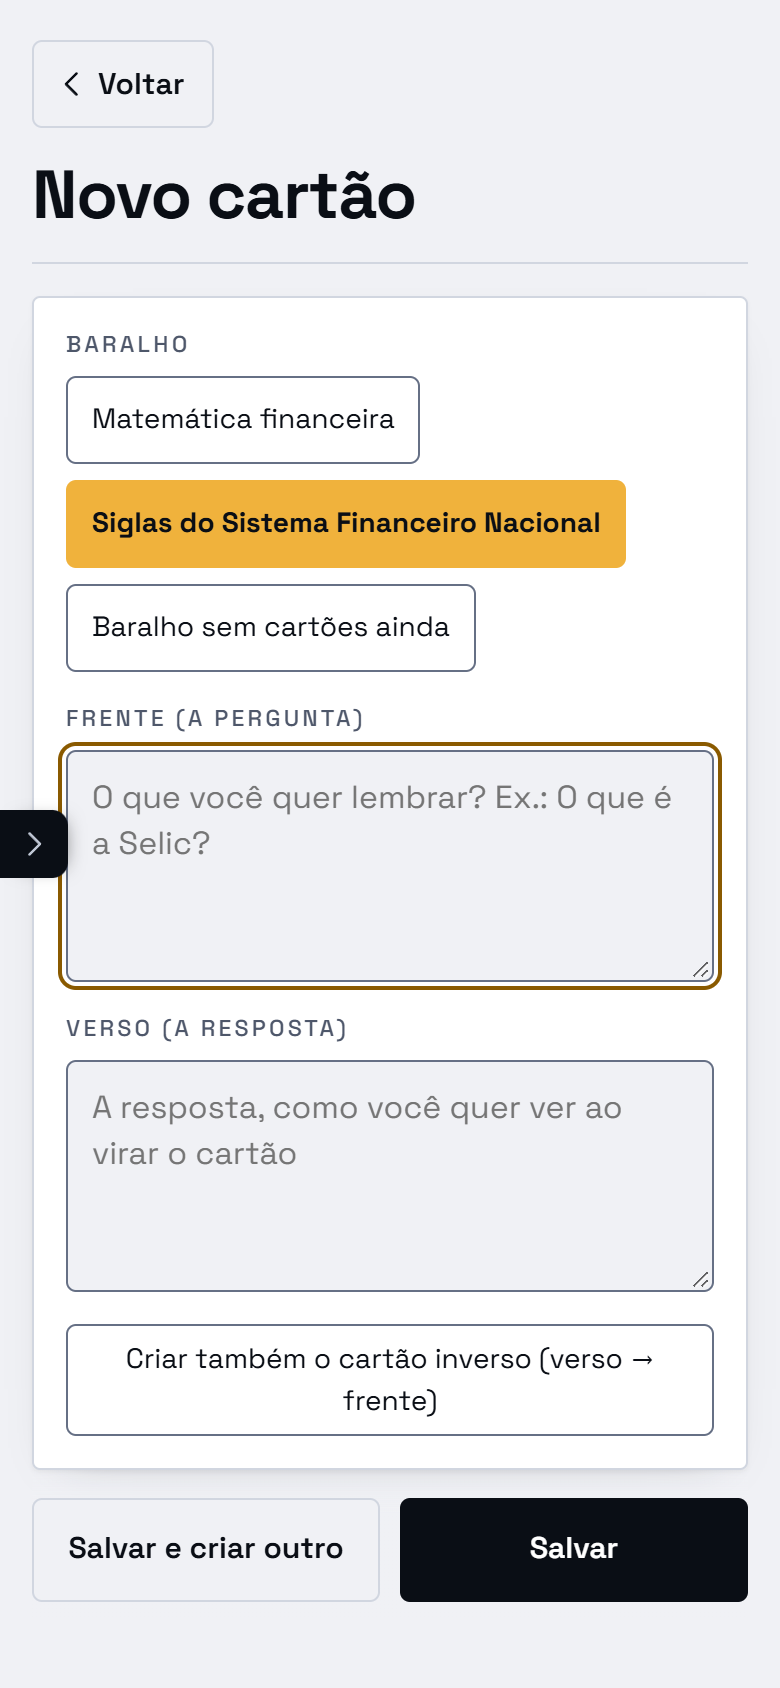 Voltar
Novo cartão
BARALHO
Matemática financeira
Siglas do Sistema Financeiro Nacional
Baralho sem cartões ainda
FRENTE (A PERGUNTA)
O que você quer lembrar? Ex.: O que é
a Selic?
VERSO (A RESPOSTA)
A resposta, como você quer ver ao
virar o cartão
Criar também o cartão inverso (verso →
frente)
Salvar e criar outro
Salvar